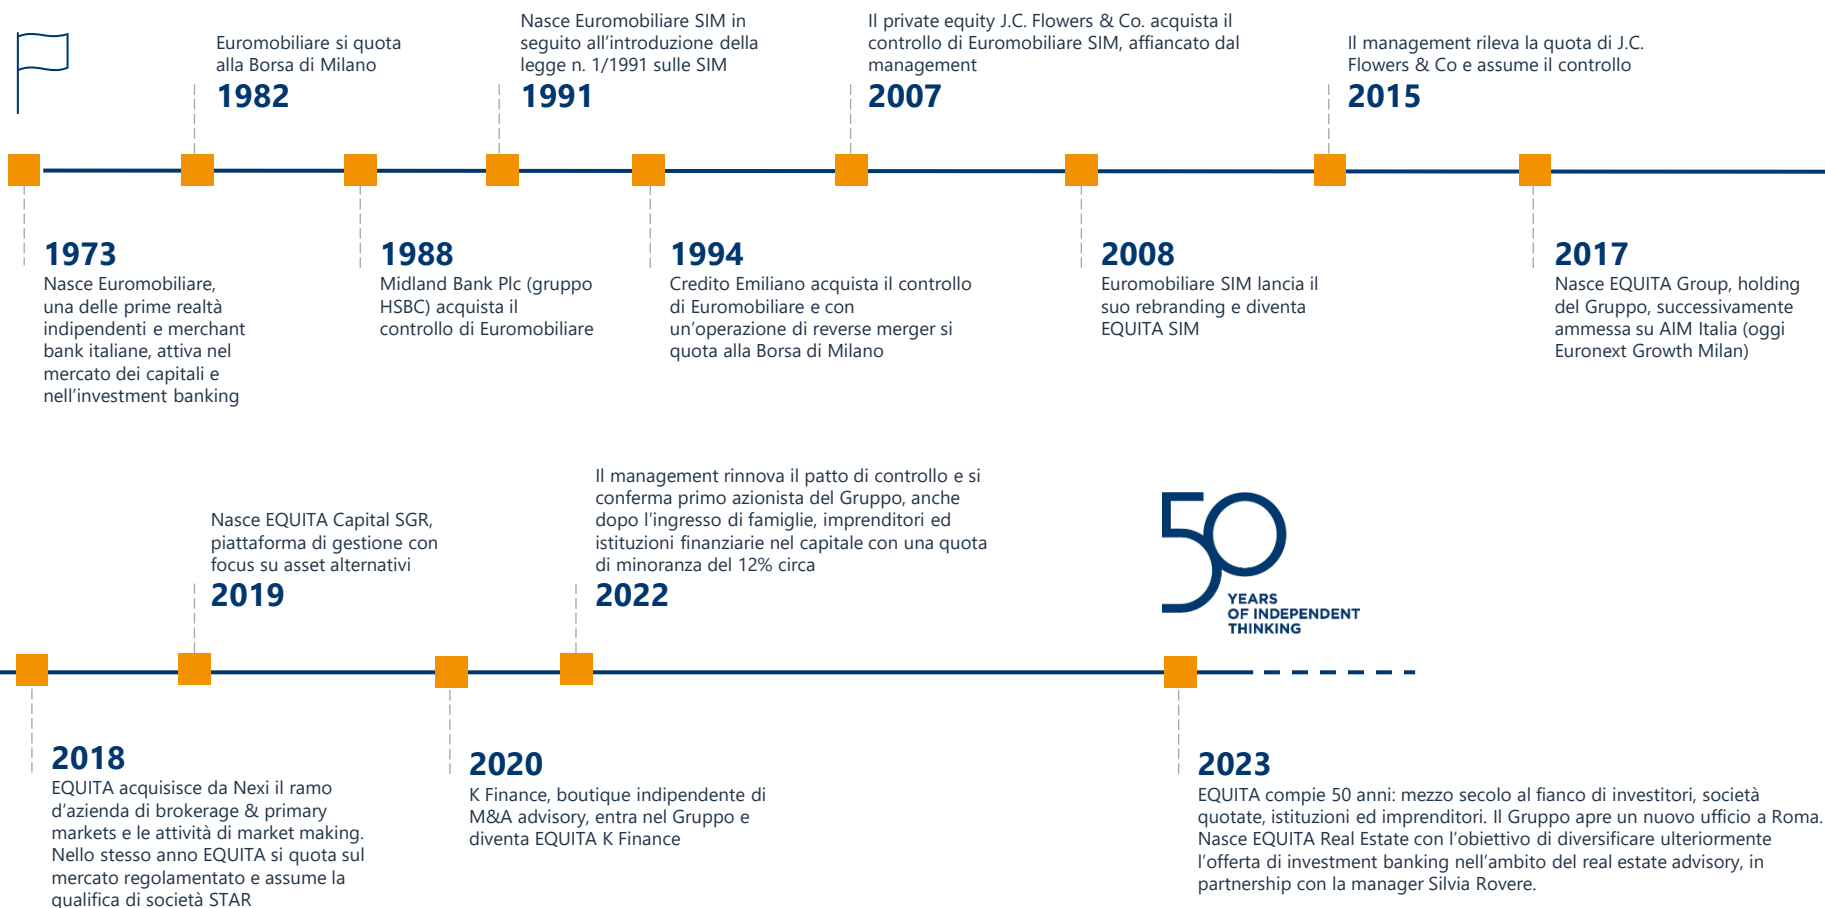 Euromobiliare si quota
alla Borsa di Milano
1982
Nasce Euromobiliare SIM in
seguito all'introduzione della
legge n. 1/1991 sulle SIM
1991
Il private equity J.C. Flowers & Co. acquista il
controllo di Euromobiliare SIM, affiancato dal
management
2007
Il management rileva la quota di J.C.
Flowers & Co e assume il controllo
2015
1973
Nasce Euromobiliare,
una delle prime realtà
indipendenti e merchant
bank italiane, attiva nel
mercato dei capitali e
nell'investment banking
1988
Midland Bank Plc (gruppo
HSBC) acquista il
controllo di Euromobiliare
1994
Credito Emiliano acquista il controllo
di Euromobiliare e con
un'operazione di reverse merger si
quota alla Borsa di Milano
2008
Euromobiliare SIM lancia il
suo rebranding e diventa
EQUITA SIM
2017
Nasce EQUITA Group, holding
del Gruppo, successivamente
ammessa su AIM Italia (oggi
Euronext Growth Milan)
Nasce EQUITA Capital SGR,
piattaforma di gestione con
focus su asset alternativi
2019
Il management rinnova il patto di controllo e si
conferma primo azionista del Gruppo, anche
dopo l'ingresso di famiglie, imprenditori ed
istituzioni finanziarie nel capitale con una quota
di minoranza del 12% circa
2022
50
YEARS
OF INDEPENDENT
THINKING
2018
EQUITA acquisisce da Nexi il ramo
d'azienda di brokerage & primary
markets e le attività di market making.
Nello stesso anno EQUITA si quota sul
mercato regolamentato e assume la
qualifica di società STAR
2020
K Finance, boutique indipendente di
M&A advisory, entra nel Gruppo e
diventa EQUITA K Finance
2023
EQUITA compie 50 anni: mezzo secolo al fianco di investitori, società
quotate, istituzioni ed imprenditori. Il Gruppo apre un nuovo ufficio a Roma.
Nasce EQUITA Real Estate con l'obiettivo di diversificare ulteriormente
l'offerta di investment banking nell'ambito del real estate advisory, in
partnership con la manager Silvia Rovere.